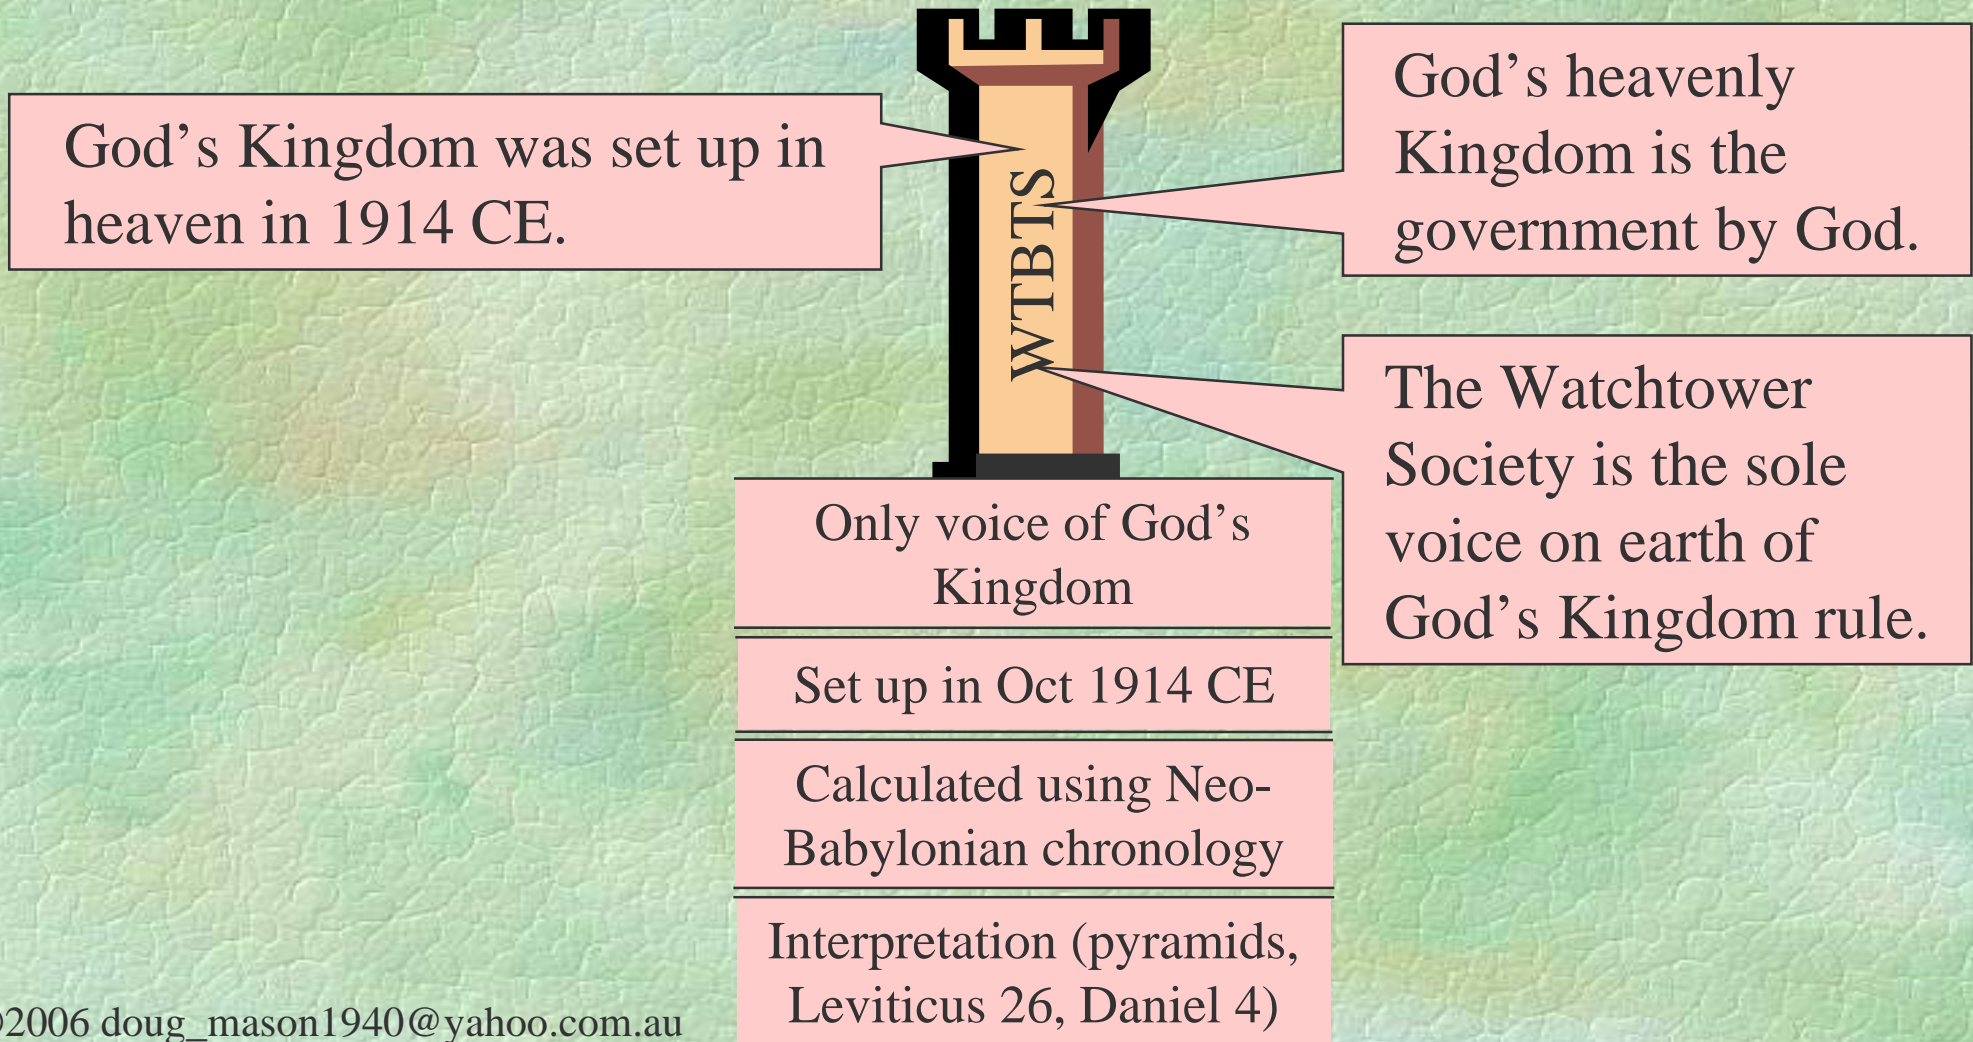 God’s Kingdom was set up in
heaven in 1914 CE.
WTBTS
God’s heavenly
Kingdom is the
government by God.
The Watchtower
Society is the sole
voice on earth of
God’s Kingdom rule.
Only voice of God’s
Kingdom
Set up in Oct 1914 CE
Calculated using Neo-
Babylonian chronology
Interpretation (pyramids,
Leviticus 26, Daniel 4)
©2006 doug_mason1940@yahoo.com.au